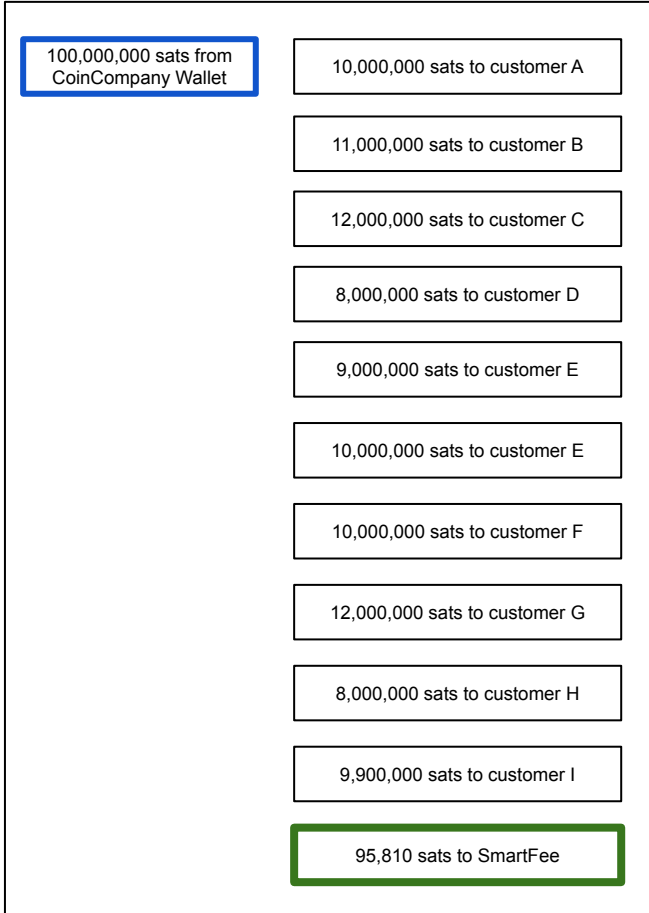 100,000,000 sats from
CoinCompany Wallet
10,000,000 sats to customer A
11,000,000 sats to customer B
12,000,000 sats to customer C
8,000,000 sats to customer D
9,000,000 sats to customer E
10,000,000 sats to customer E
10,000,000 sats to customer F
12,000,000 sats to customer G
8,000,000 sats to customer H
9,900,000 sats to customer I
95,810 sats to SmartFee